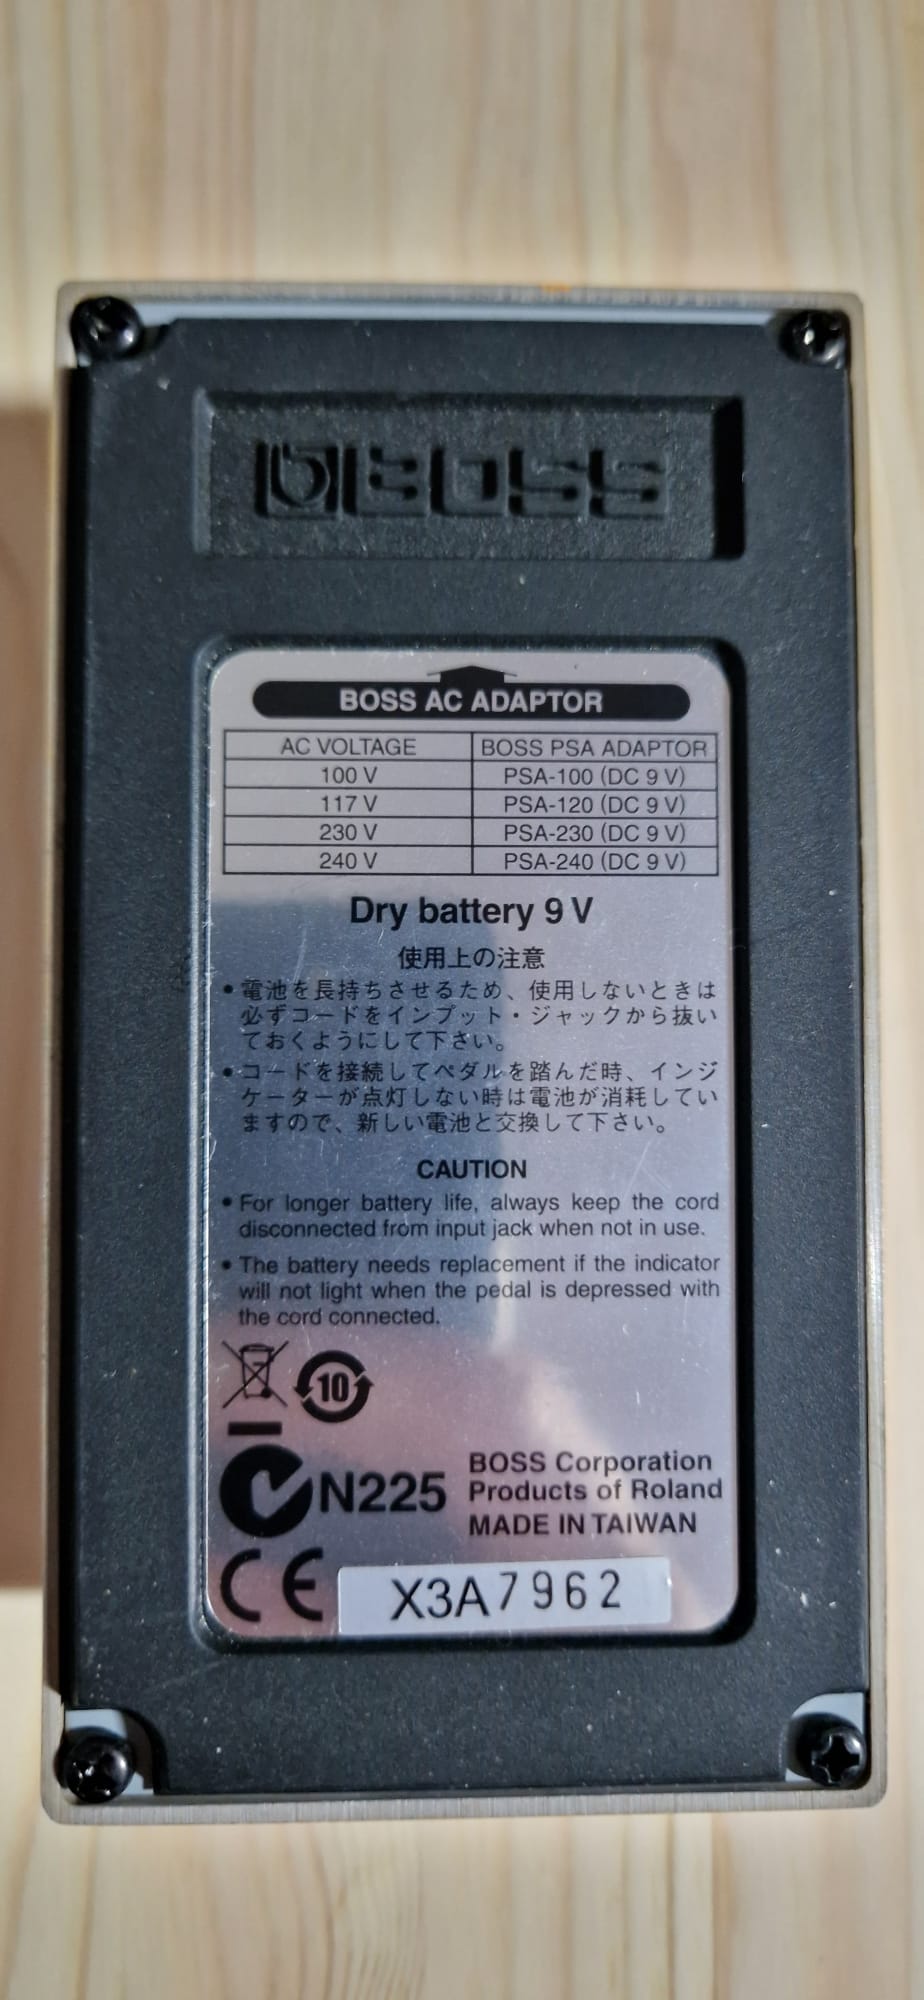 BOSS
BOSS AC ADAPTOR
AC VOLTAGE BOSS PSA ADAPTOR
100 V PSA-100 (DC 9 V)
117 V PSA-120 (DC 9 V)
230 V PSA-230 (DC 9 V)
240 V PSA-240 (DC 9 V)
Dry battery 9 V
使用上の注意
• 電池を長持ちさせるため、使用しないときは
必ずコードをインプット・ジャックから抜い
ておくようにして下さい。
• コードを接続してペダルを踏んだ時、インジ
ケーターが点灯しない時は電池が消耗してい
ますので、新しい電池と交換して下さい。
CAUTION
• For longer battery life, always keep the cord
disconnected from input jack when not in use.
• The battery needs replacement if the indicator
will not light when the pedal is depressed with
the cord connected.
10
N225
BOSS Corporation
Products of Roland
MADE IN TAIWAN
CE
X3A7962